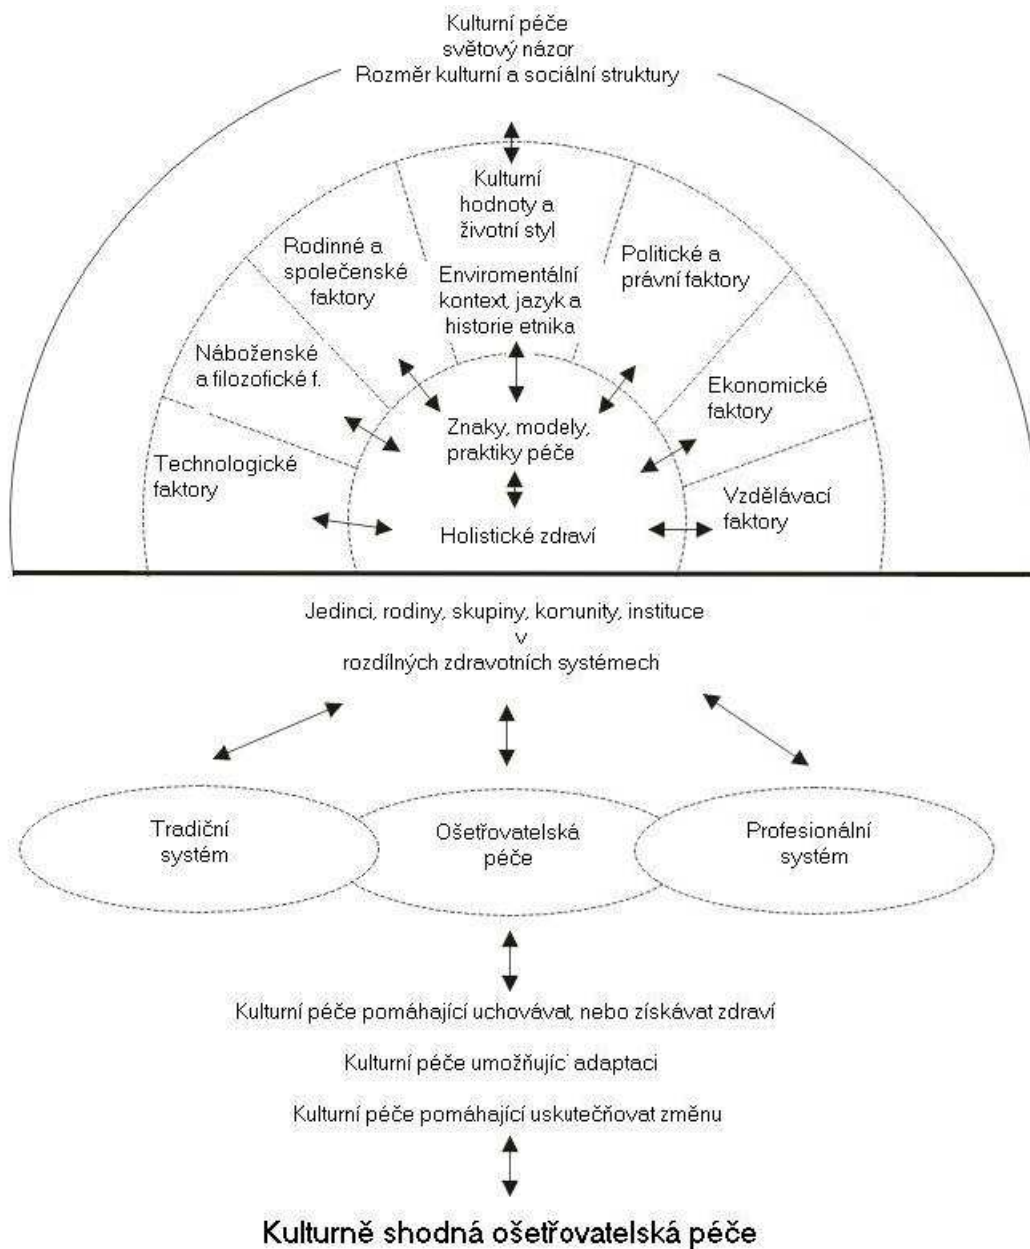 Kulturní péče
světový názor
Rozměr kulturní a sociální struktury
Kulturní
hodnoty a
životní styl
Rodinné a
společenské
faktory
Politické a
právní faktory
Enviromentální
kontext, jazyk a
historie etnika
Náboženské
a filozofické f.
Ekonomické
faktory
Znaky, modely,
praktiky péče
Technologické
faktory
Vzdělávací
faktory
Holistické zdraví
Jedinci, rodiny, skupiny, komunity, instituce
v
rozdílných zdravotních systémech
Tradiční
systém
Ošetřovatelská
péče
Profesionální
systém
Kulturní péče pomáhající uchovávat, nebo získávat zdraví
Kulturní péče umožňující adaptaci
Kulturní péče pomáhající uskutečňovat změnu
Kulturně shodná ošetřovatelská péče